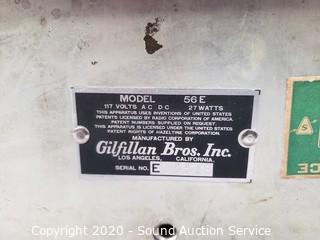 MODEL 56E
117 VOLTS AC DC 27 WATTS
THIS APPARATUS USES INVENTIONS OF UNITED STATES
PATENTS LICENSED BY RADIO CORPORATION OF AMERICA.
PATENT NUMBERS SUPPLIED ON REQUEST.
THIS APPARATUS IS LICENSED UNDER THE UNITED STATES
PATENT RIGHTS OF HAZELTINE CORPORATION.
MANUFACTURED BY
Gilfillan Bros. Inc.
LOS ANGELES, CALIFORNIA.
SERIAL NO. E
Copyright 2020 - Sound Auction Service